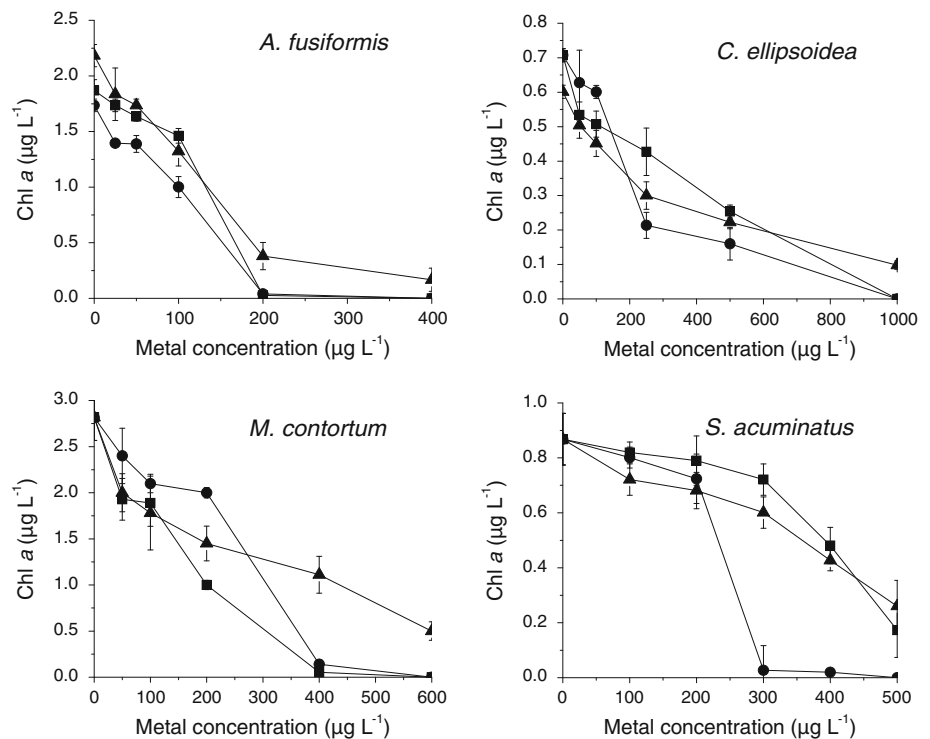 A. fusiformis
Chl a (µg L-1)
2.5
2.0
1.5
1.0
0.5
0.0
0 100 200 300 400
Metal concentration (µg L-1)
C. ellipsoidea
Chl a (µg L-1)
0.8
0.7
0.6
0.5
0.4
0.3
0.2
0.1
0.0
0 200 400 600 800 1000
Metal concentration (µg L-1)
M. contortum
Chl a (µg L-1)
3.0
2.5
2.0
1.5
1.0
0.5
0.0
0 100 200 300 400 500 600
Metal concentration (µg L-1)
S. acuminatus
Chl a (µg L-1)
1.0
0.8
0.6
0.4
0.2
0.0
0 100 200 300 400 500
Metal concentration (µg L-1)